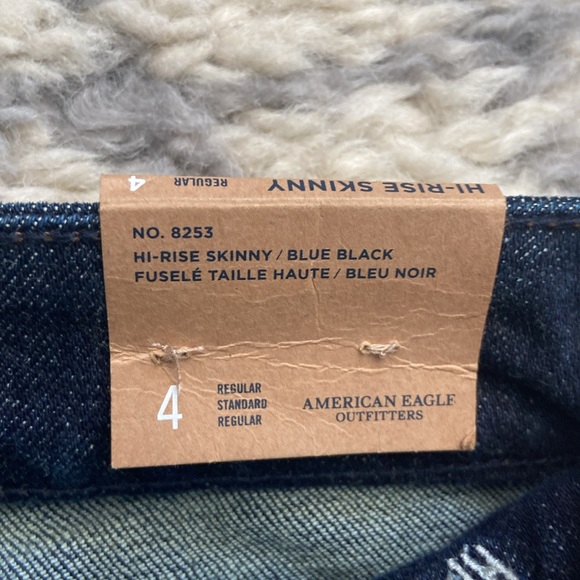 HI-RISE SKINNY REGULAR 4
NO. 8253
HI-RISE SKINNY / BLUE BLACK
FUSELÉ TAILLE HAUTE / BLEU NOIR
4
REGULAR
STANDARD
REGULAR
AMERICAN EAGLE
OUTFITTERS